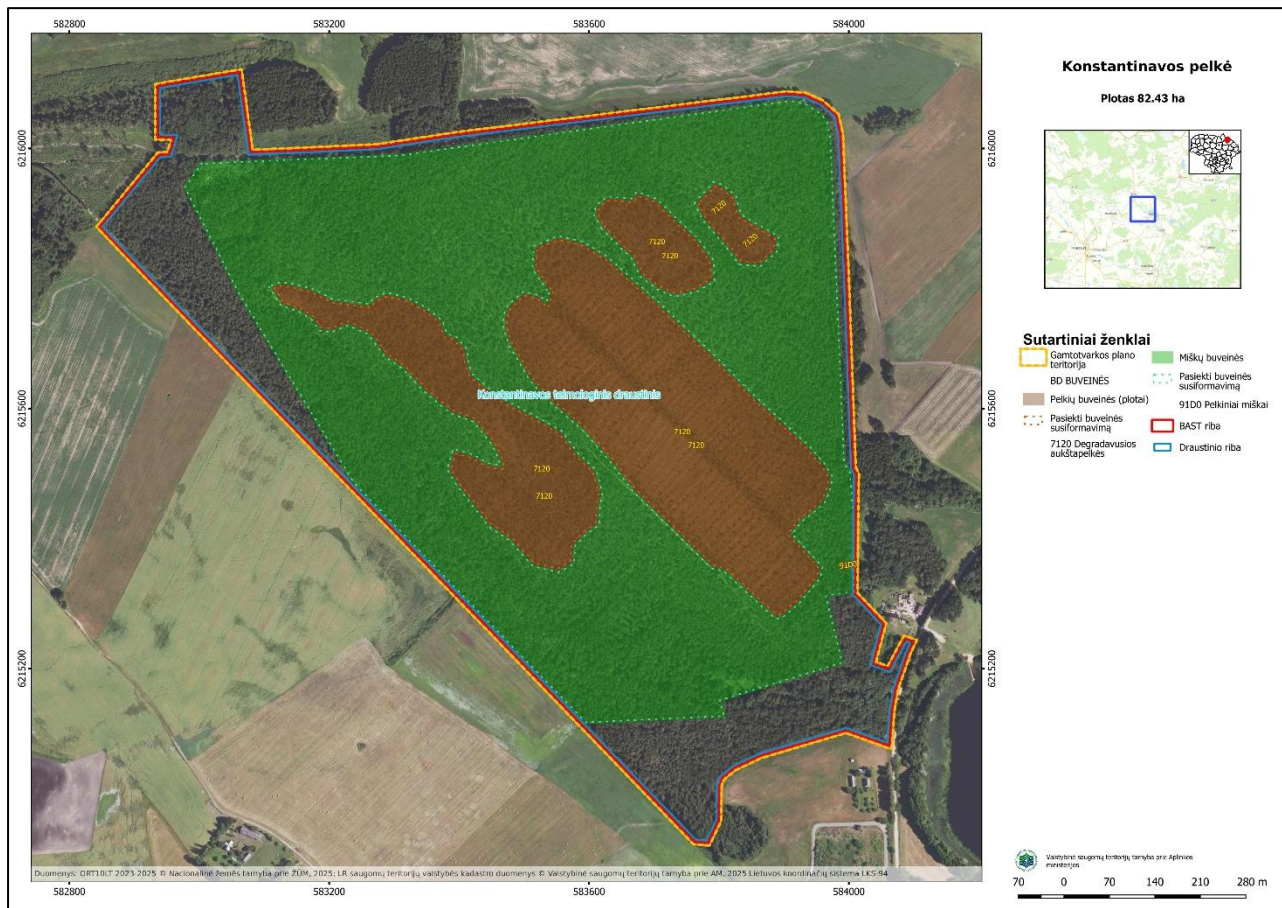 582800 583200 583600 584000
6216000 6216000
6215600 6215600
6215200 6215200
582800 583200 583600 584000
7120
7120
7120
7120
Konstantinavos telmologinis draustinis
7120
7120
7120
7120
91D0
Duomenys: ORT10LT 2023-2025 © Nacionalinė žemės tarnyba prie ŽŪM, 2025; LR saugomų teritorijų valstybės kadastro duomenys © Valstybinė saugomų teritorijų tarnyba prie AM, 2025 Lietuvos koordinačių sistema LKS-94
Konstantinavos pelkė
Plotas 82.43 ha
Sutartiniai ženklai
Gamtotvarkos plano
teritorija
BD BUVEINĖS
Pelkių buveinės (plotai)
Pasiekti buveinės
susiformavimą
7120 Degradavusios
aukštapelkės
Miškų buveinės
Pasiekti buveinės
susiformavimą
91D0 Pelkiniai miškai
BAST riba
Draustinio riba
Valstybinė saugomų teritorijų tarnyba prie Aplinkos
ministerijos
70 0 70 140 210 280 m